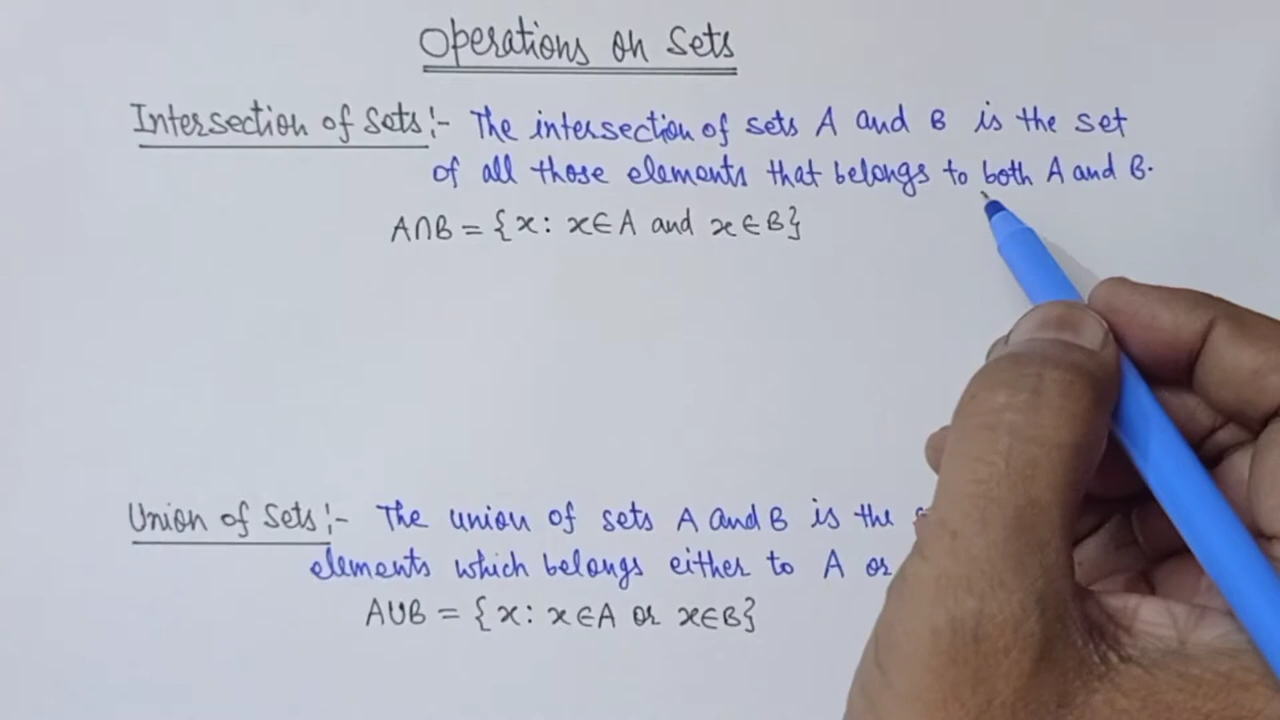 Operations on Sets
Intersection of Sets:- The intersection of sets A and B is the set
of all those elements that belongs to both A and B.
A∩B = {x: x∈A and x∈B}
Union of Sets:- The union of sets A and B is the
elements which belongs either to A or
A∪B = {x: x∈A or x∈B}